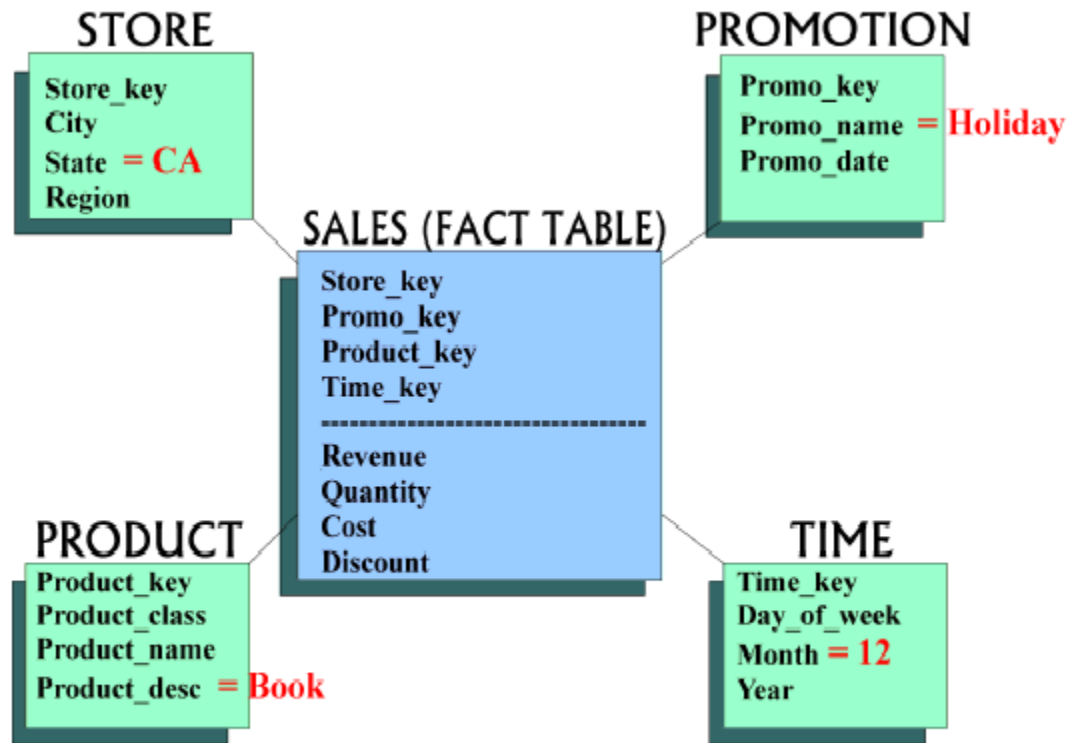 STORE
Store_key
City
State = CA
Region
PROMOTION
Promo_key
Promo_name = Holiday
Promo_date
SALES (FACT TABLE)
Store_key
Promo_key
Product_key
Time_key
----------------------------------
Revenue
Quantity
Cost
Discount
PRODUCT
Product_key
Product_class
Product_name
Product_desc = Book
TIME
Time_key
Day_of_week
Month = 12
Year